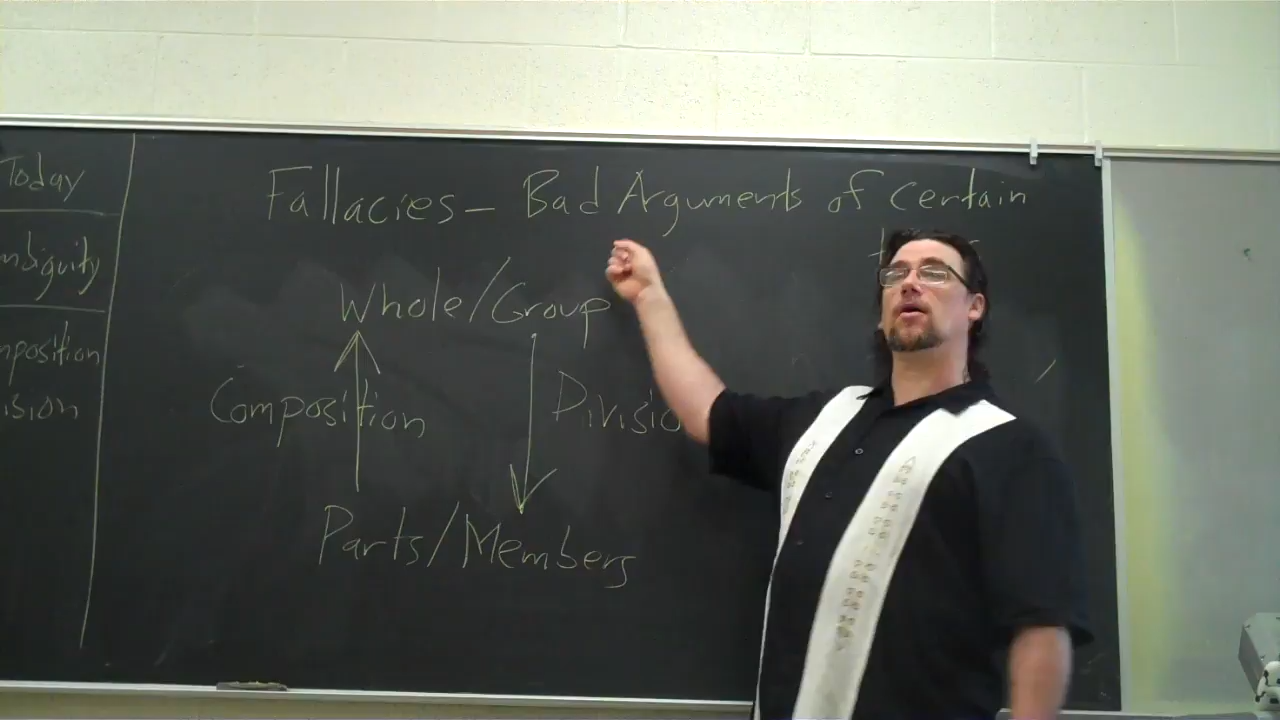 Today
mbiguity
mposition
ision
Fallacies - Bad Arguments of Certain
Whole/Group
Composition
Divisio
Parts/Members